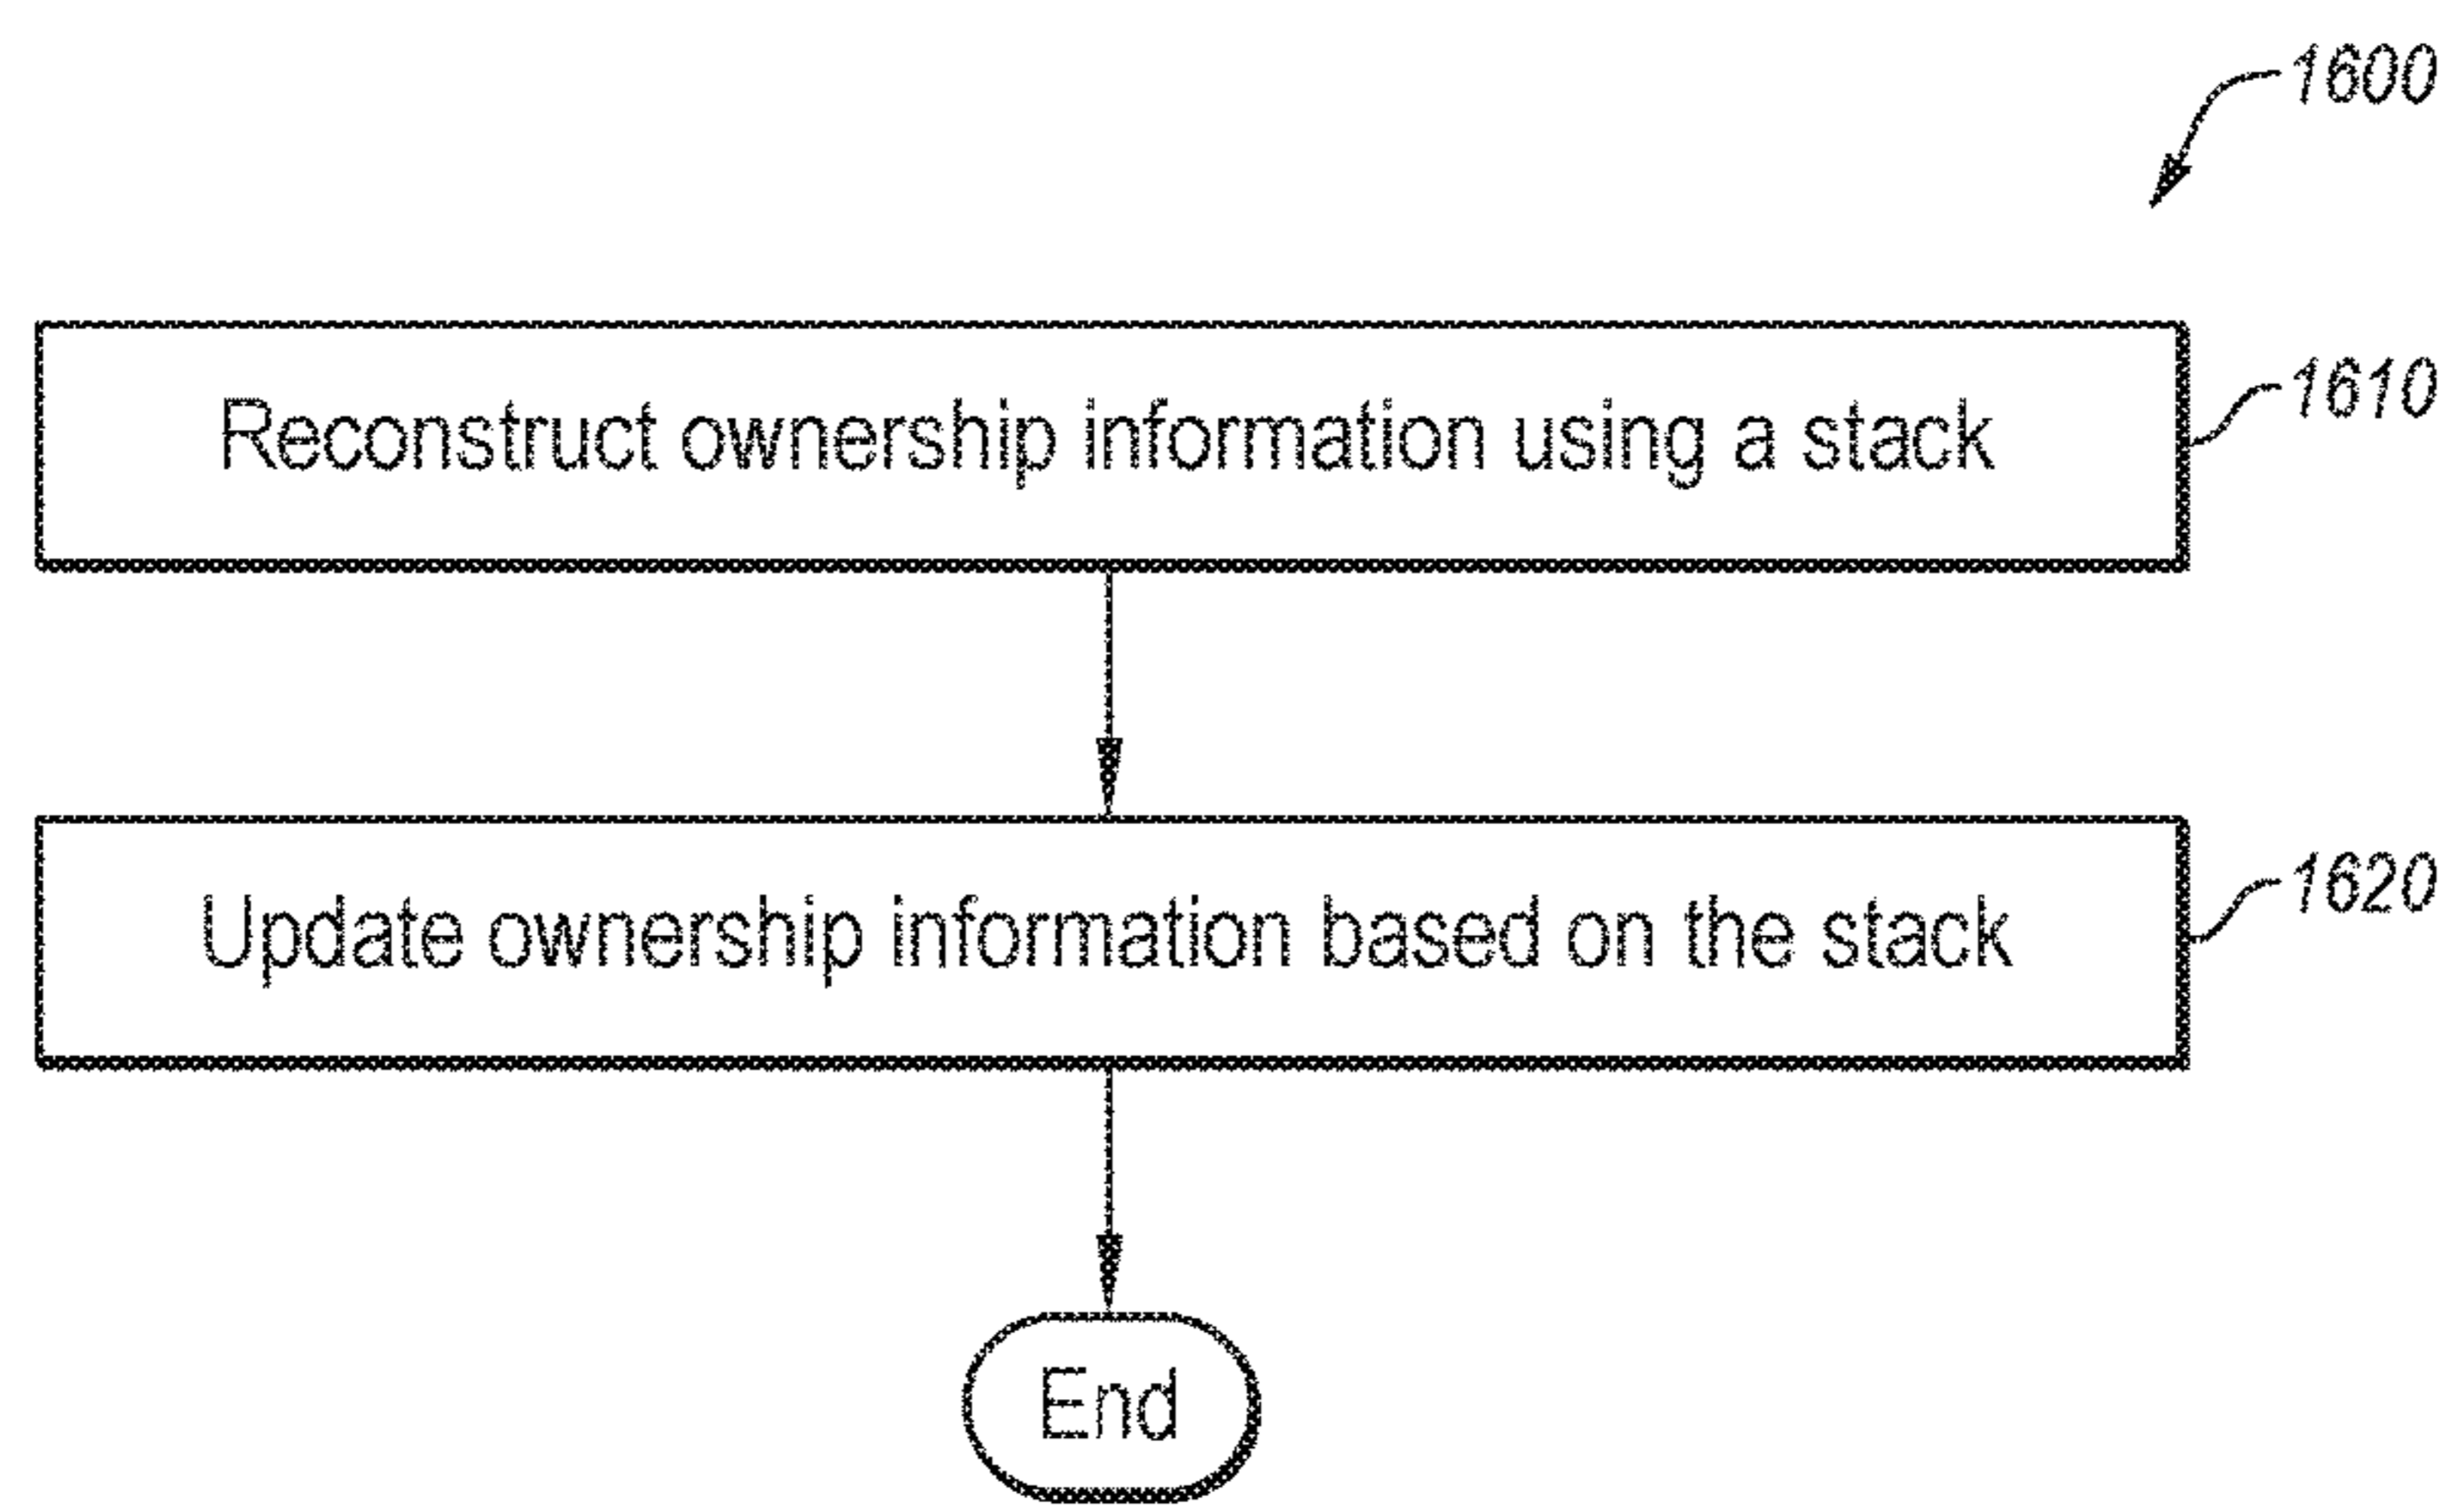 1600
Reconstruct ownership information using a stack
1610
Update ownership information based on the stack
1620
End